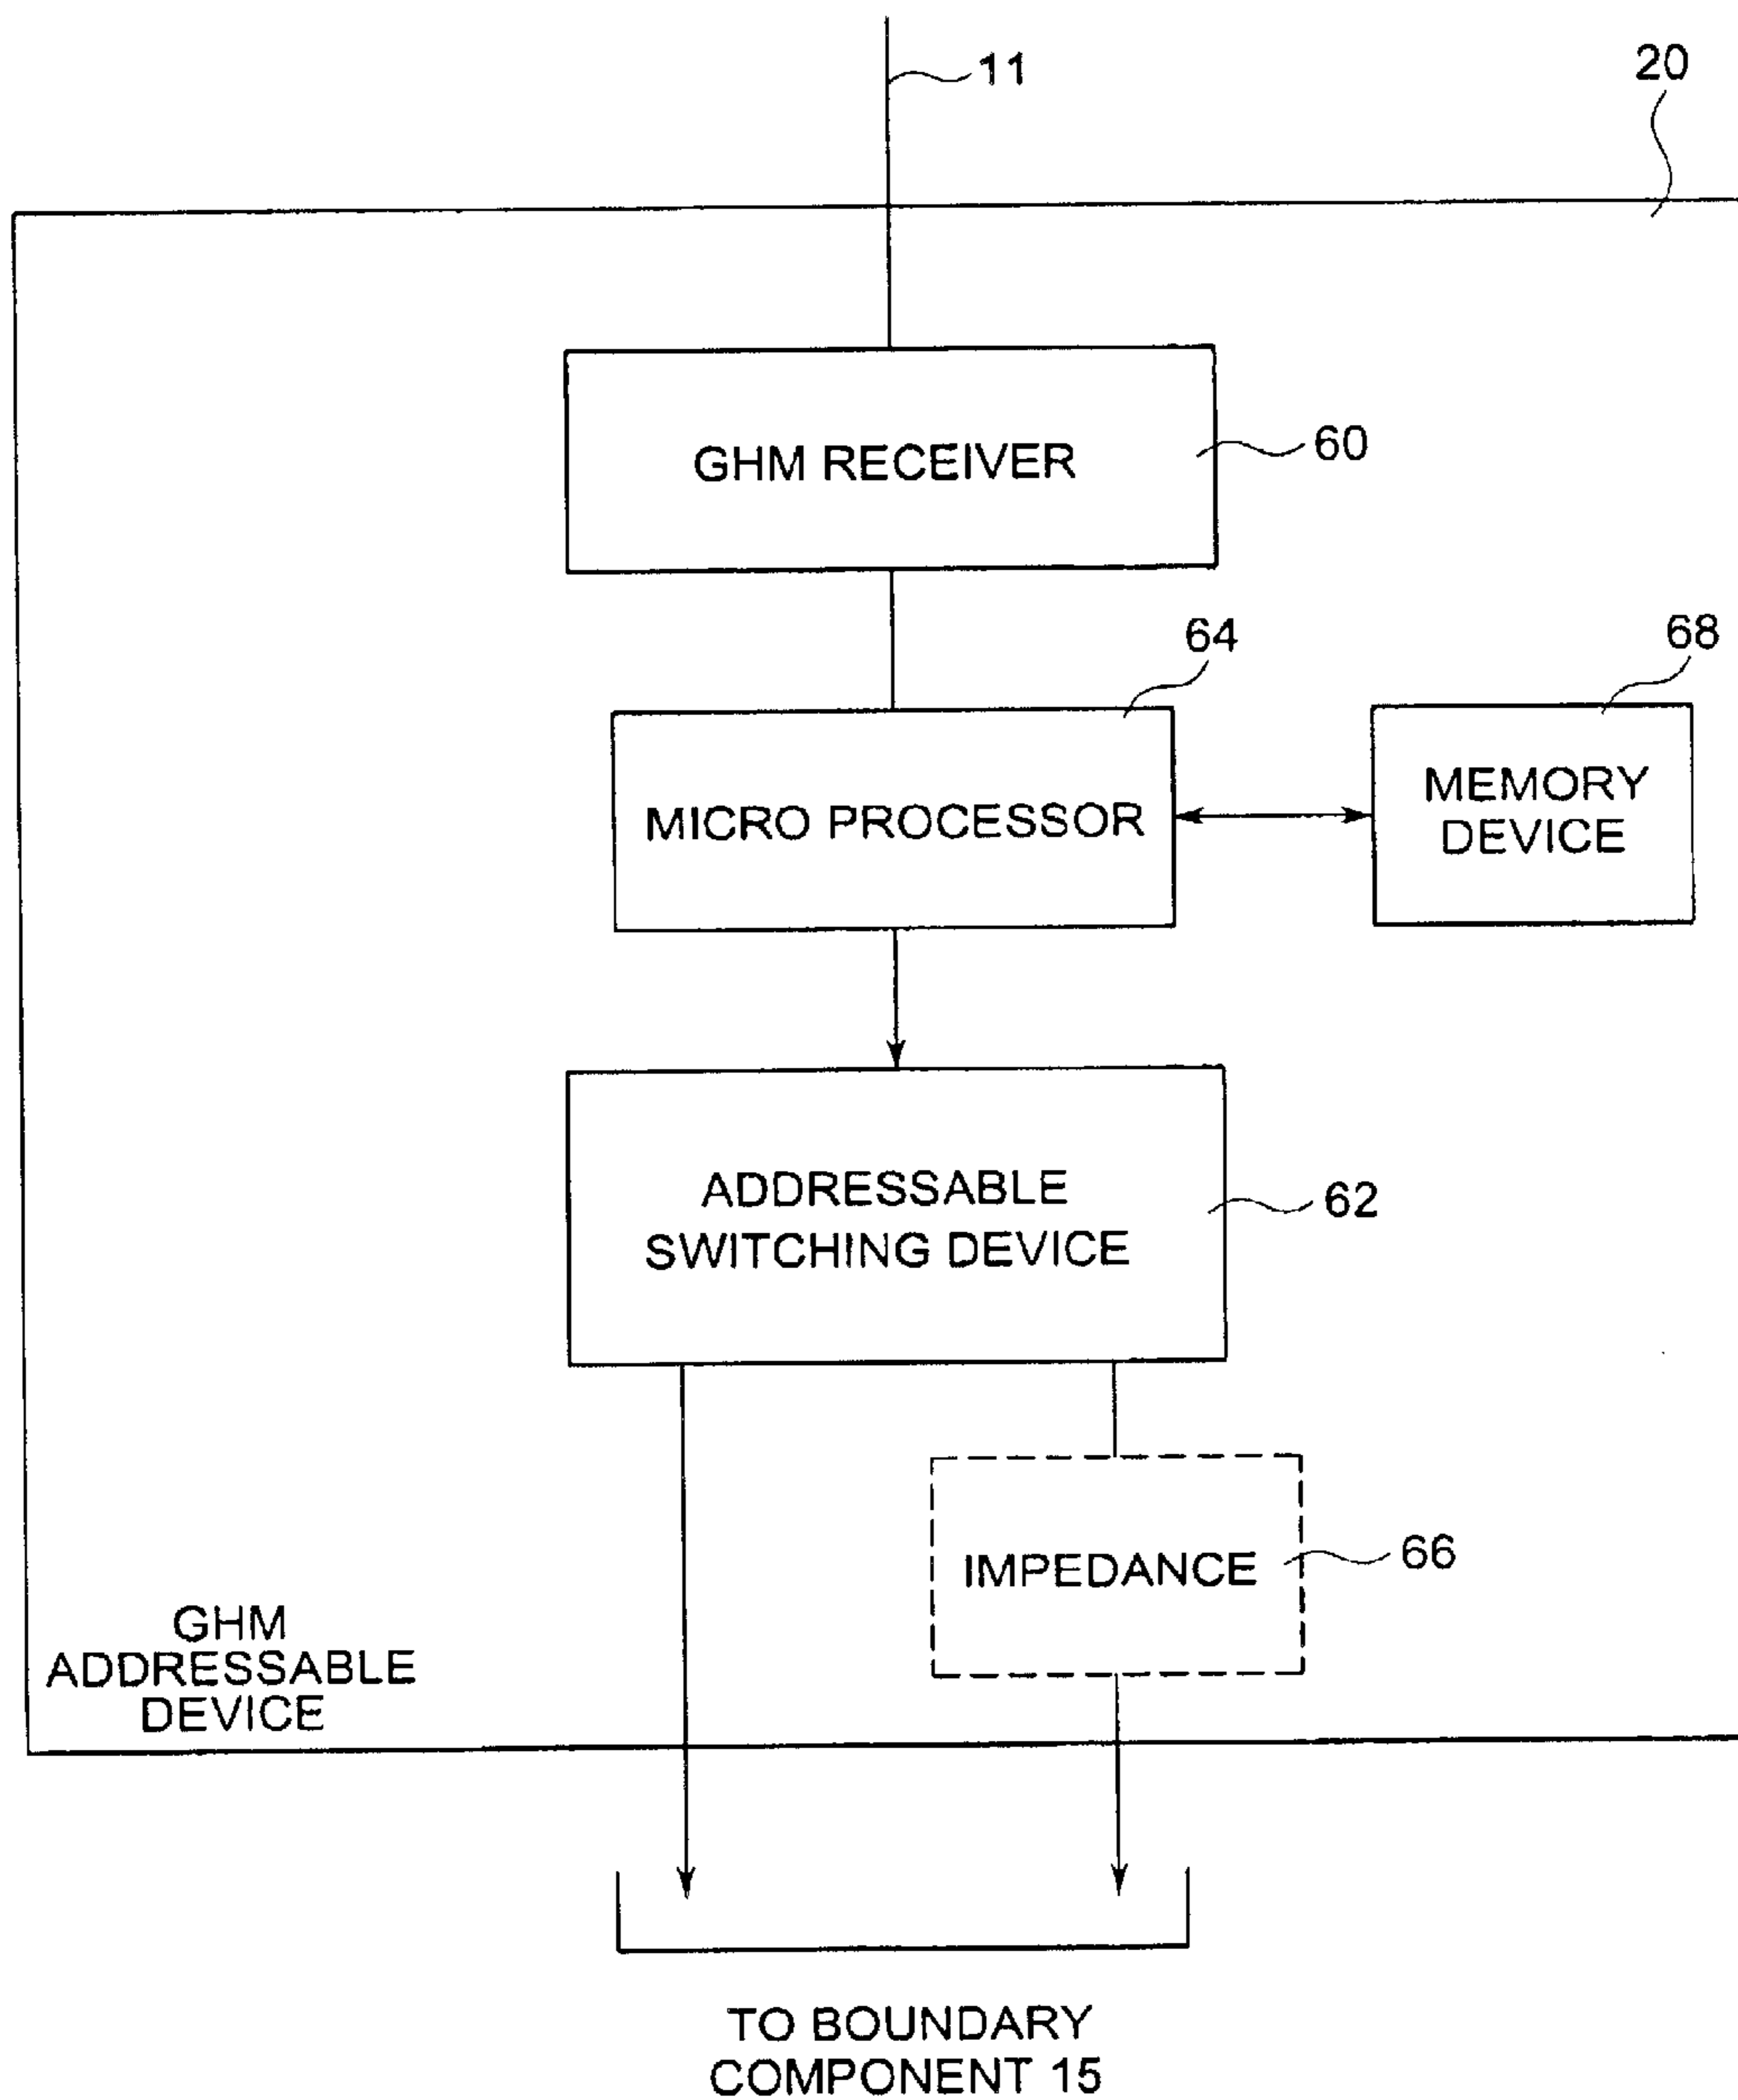 11
20
GHM RECEIVER
60
64
68
MICRO PROCESSOR
MEMORY
DEVICE
ADDRESSABLE
SWITCHING DEVICE
62
IMPEDANCE
66
GHM
ADDRESSABLE
DEVICE
TO BOUNDARY
COMPONENT 15